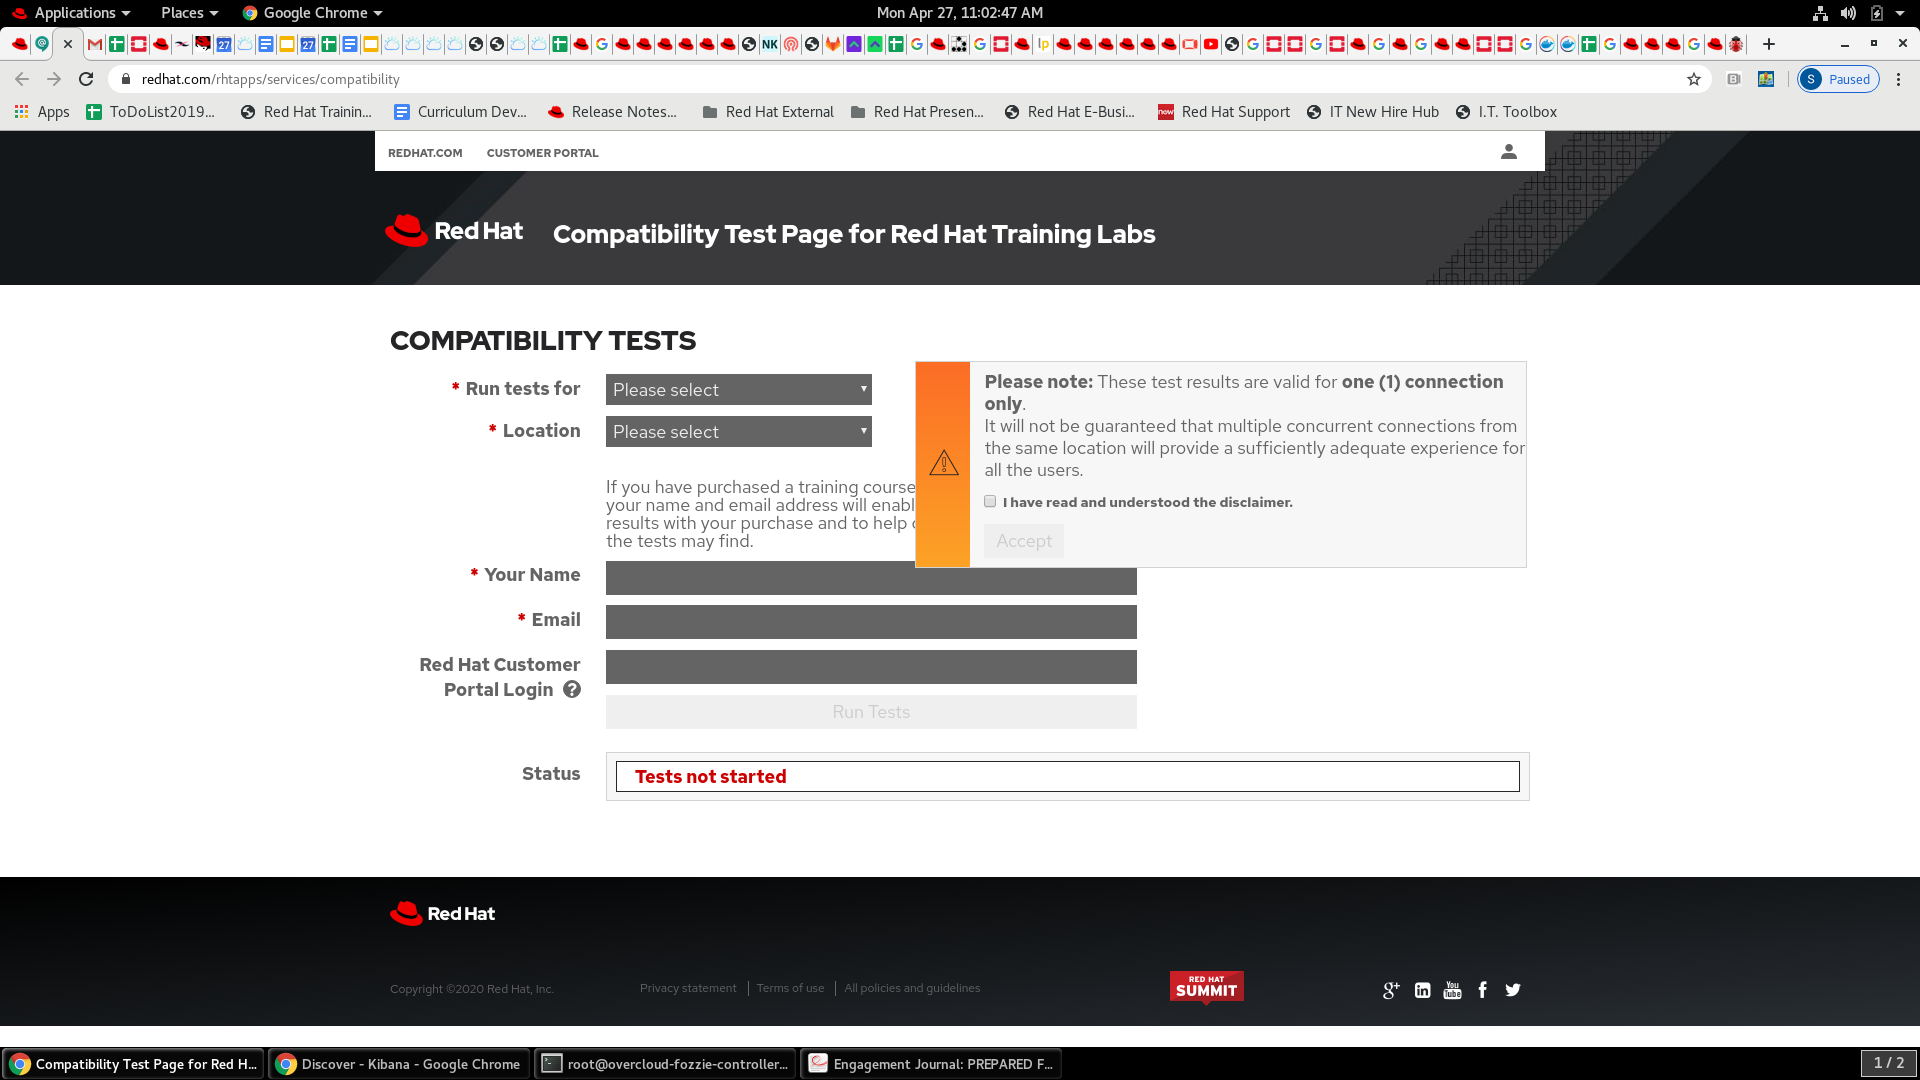 Applications
Places
Google Chrome
Mon Apr 27, 11:02:47 AM
redhat.com/rhtapps/services/compatibility
S Paused
Apps
ToDoList2019...
Red Hat Trainin...
Curriculum Dev...
Release Notes...
Red Hat External
Red Hat Presen...
Red Hat E-Busi...
Red Hat Support
IT New Hire Hub
I.T. Toolbox
REDHAT.COM
CUSTOMER PORTAL
Red Hat
Compatibility Test Page for Red Hat Training Labs
COMPATIBILITY TESTS
* Run tests for
Please select
* Location
Please select
Please note: These test results are valid for one (1) connection
only.
It will not be guaranteed that multiple concurrent connections from
the same location will provide a sufficiently adequate experience for
all the users.
I have read and understood the disclaimer.
Accept
If you have purchased a training course
your name and email address will enabl
results with your purchase and to help
the tests may find.
* Your Name
* Email
Red Hat Customer
Portal Login ?
Run Tests
Status
Tests not started
Red Hat
Copyright ©2020 Red Hat, Inc.
Privacy statement
Terms of use
All policies and guidelines
RED HAT
SUMMIT
g+
in
You
Tube
f
Compatibility Test Page for Red H...
Discover - Kibana - Google Chrome
root@overcloud-fozzie-controller...
Engagement Journal: PREPARED F...
1 / 2